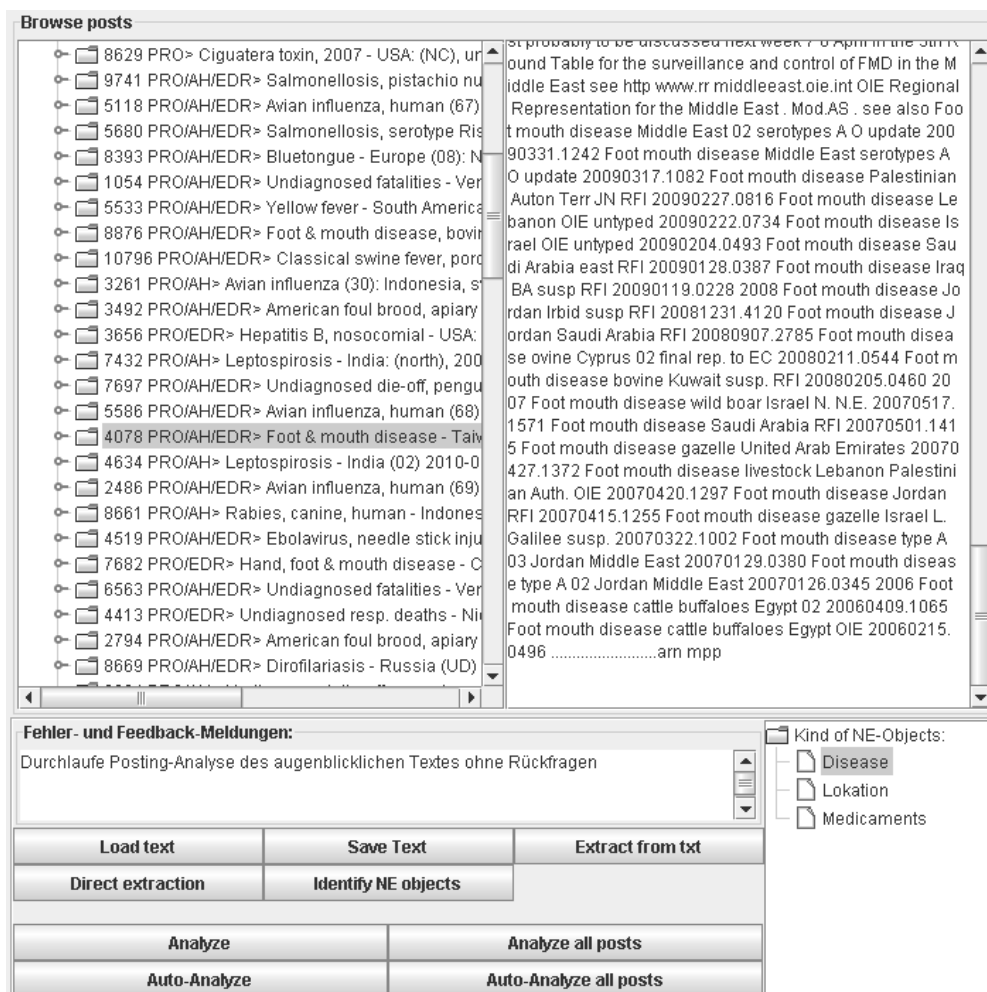 Browse posts
8629 PRO> Ciguatera toxin, 2007 - USA: (NC), ur
9741 PRO/AH/EDR> Salmonellosis, pistachio nu
5118 PRO/AH/EDR> Avian influenza, human (67)
5680 PRO/AH/EDR> Salmonellosis, serotype Ris
8393 PRO/AH/EDR> Bluetongue - Europe (08): N
1054 PRO/AH/EDR> Undiagnosed fatalities - Ver
5533 PRO/AH/EDR> Yellow fever - South America
8876 PRO/AH/EDR> Foot & mouth disease, bovir
10796 PRO/AH/EDR> Classical swine fever, porc
3261 PRO/AH> Avian influenza (30): Indonesia, s
3492 PRO/AH/EDR> American foul brood, apiary
3656 PRO/EDR> Hepatitis B, nosocomial - USA:
7432 PRO/AH> Leptospirosis - India: (north), 200
7697 PRO/AH/EDR> Undiagnosed die-off, pengu
5586 PRO/AH/EDR> Avian influenza, human (68)
4078 PRO/AH/EDR> Foot & mouth disease - Taiw
4634 PRO/AH> Leptospirosis - India (02) 2010-0
2486 PRO/AH/EDR> Avian influenza, human (69)
8661 PRO/AH> Rabies, canine, human - Indones
4519 PRO/AH/EDR> Ebolavirus, needle stick inju
7682 PRO/EDR> Hand, foot & mouth disease - C
6563 PRO/AH/EDR> Undiagnosed fatalities - Ver
4413 PRO/EDR> Undiagnosed resp. deaths - Ni
2794 PRO/AH/EDR> American foul brood, apiary
8669 PRO/AH/EDR> Dirofilariasis - Russia (UD)
st probably to be discussed next week 7 8 April in the 5th R
ound Table for the surveillance and control of FMD in the M
iddle East see http www.rr middleeast.oie.int OIE Regional
Representation for the Middle East . Mod.AS . see also Foo
t mouth disease Middle East 02 serotypes A O update 200
90331.1242 Foot mouth disease Middle East serotypes A
O update 20090317.1082 Foot mouth disease Palestinian
Auton Terr JN RFI 20090227.0816 Foot mouth disease Le
banon OIE untyped 20090222.0734 Foot mouth disease Is
rael OIE untyped 20090204.0493 Foot mouth disease Sau
di Arabia east RFI 20090128.0387 Foot mouth disease Iraq
BA susp RFI 20090119.0228 2008 Foot mouth disease Jo
rdan Irbid susp RFI 20081231.4120 Foot mouth disease J
ordan Saudi Arabia RFI 20080907.2785 Foot mouth disea
se ovine Cyprus 02 final rep. to EC 20080211.0544 Foot m
outh disease bovine Kuwait susp. RFI 20080205.0460 20
07 Foot mouth disease wild boar Israel N. N.E. 20070517.
1571 Foot mouth disease Saudi Arabia RFI 20070501.141
5 Foot mouth disease gazelle United Arab Emirates 20070
427.1372 Foot mouth disease livestock Lebanon Palestini
an Auth. OIE 20070420.1297 Foot mouth disease Jordan
RFI 20070415.1255 Foot mouth disease gazelle Israel L.
Galilee susp. 20070322.1002 Foot mouth disease type A
03 Jordan Middle East 20070129.0380 Foot mouth diseas
e type A 02 Jordan Middle East 20070126.0345 2006 Foot
mouth disease cattle buffaloes Egypt 02 20060409.1065
Foot mouth disease cattle buffaloes Egypt OIE 20060215.
0496 .........................arn mpp
Fehler- und Feedback-Meldungen:
Durchlaufe Posting-Analyse des augenblicklichen Textes ohne Rückfragen
Kind of NE-Objects:
Disease
Lokation
Medicaments
Load text
Save Text
Extract from txt
Direct extraction
Identify NE objects
Analyze
Analyze all posts
Auto-Analyze
Auto-Analyze all posts